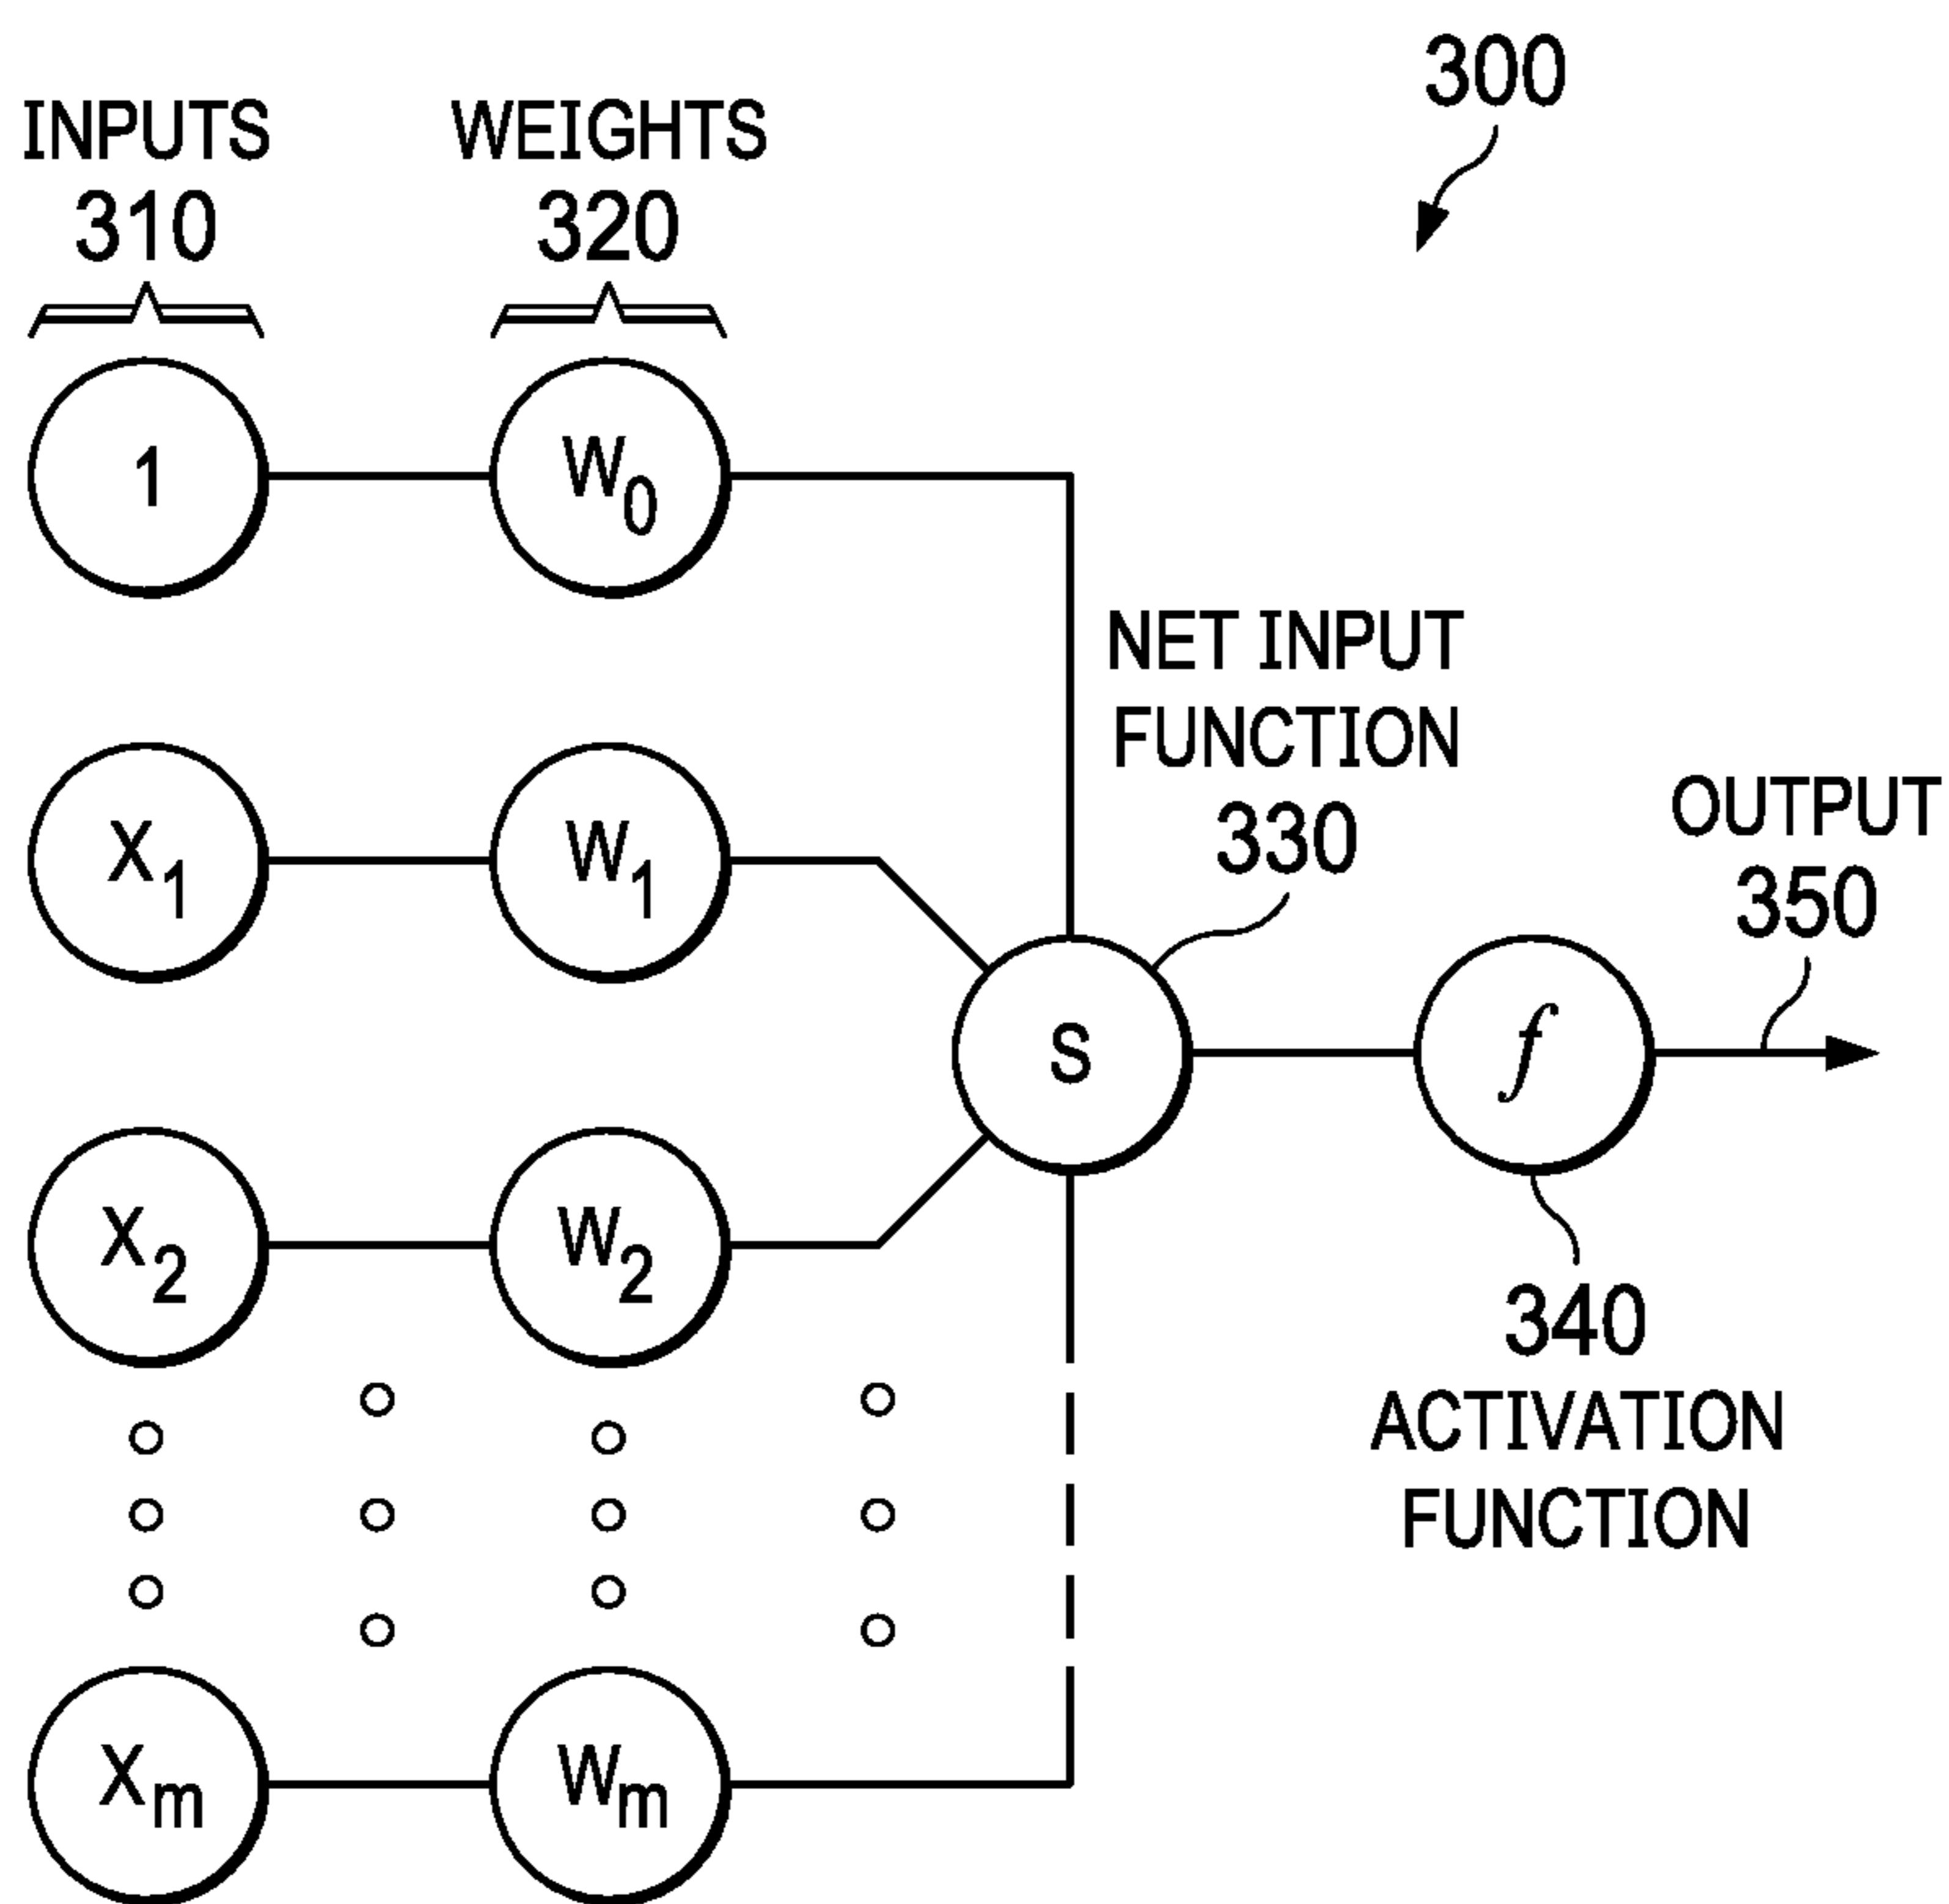 300
INPUTS
310
WEIGHTS
320
1
W0
X1
W1
NET INPUT
FUNCTION
330
OUTPUT
350
S
f
X2
W2
340
ACTIVATION
FUNCTION
Xm
Wm